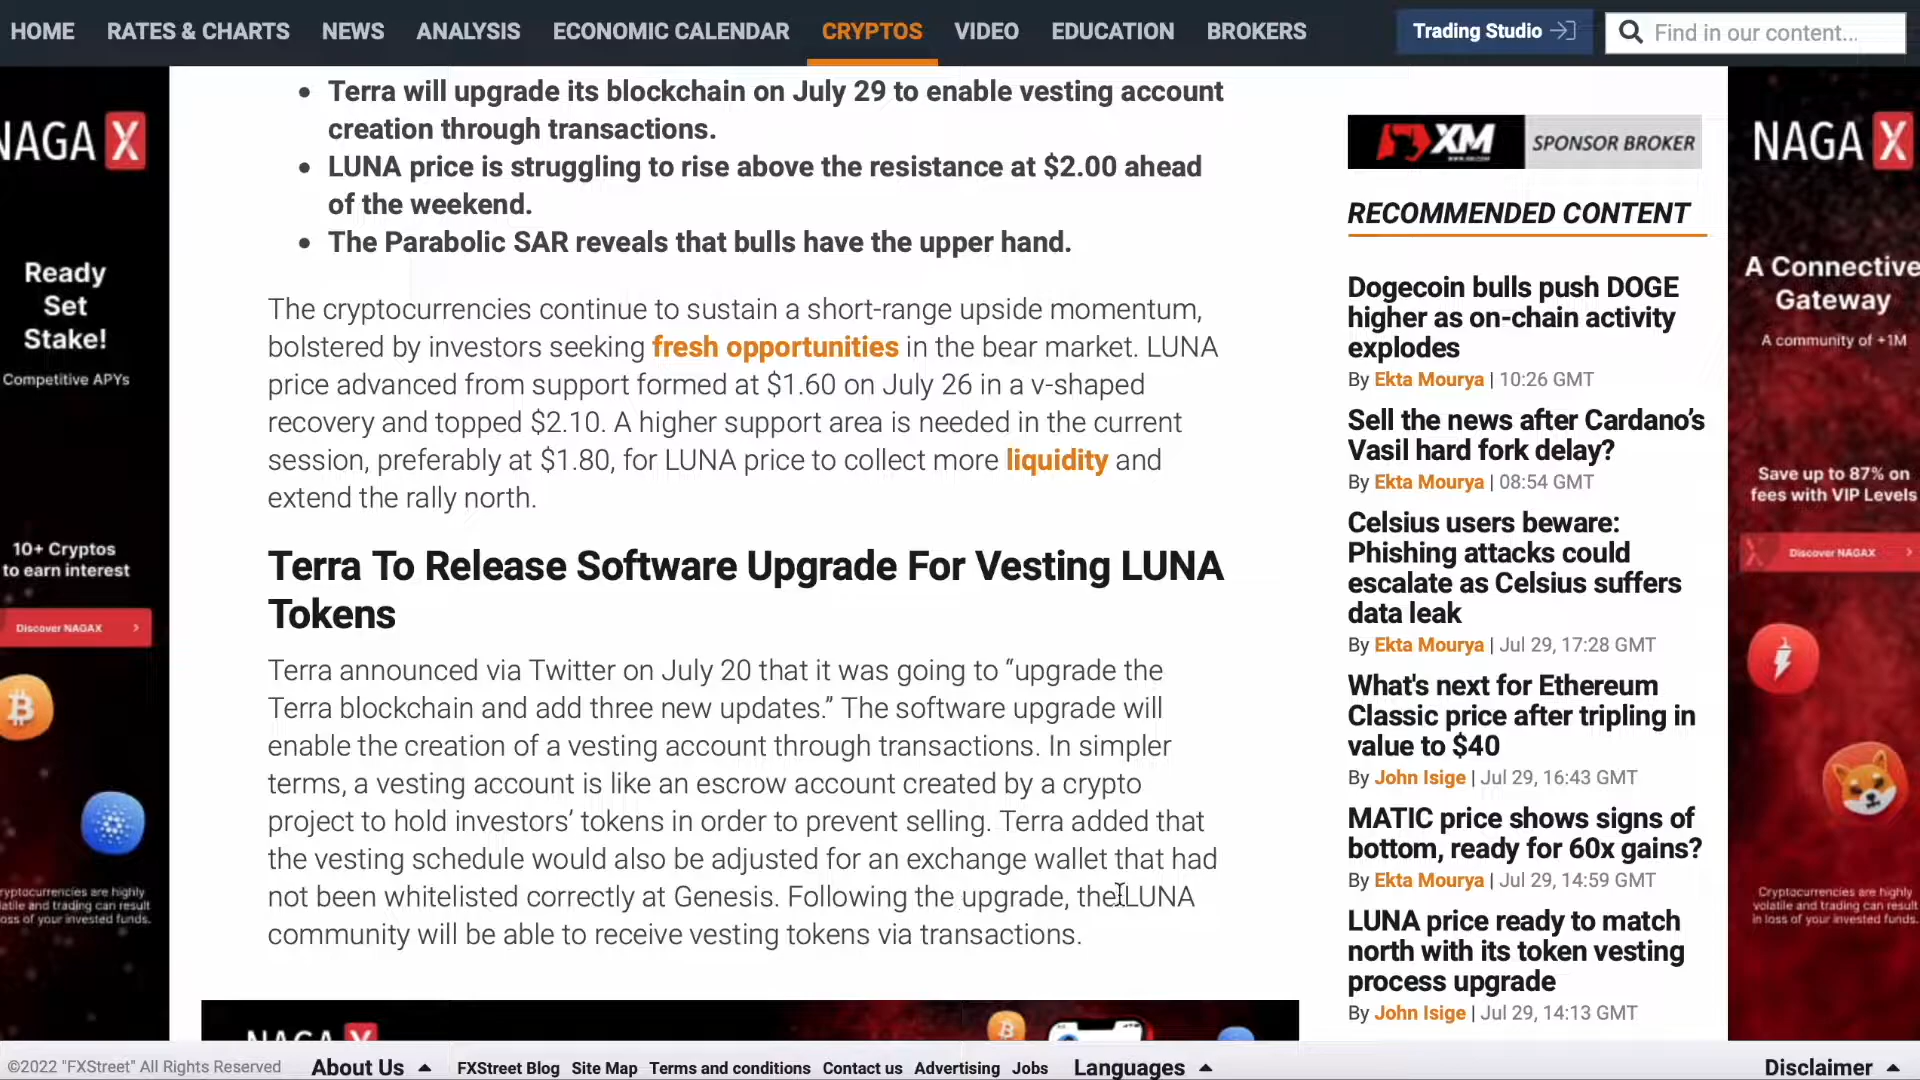 HOME RATES & CHARTS NEWS ANALYSIS ECONOMIC CALENDAR CRYPTOS VIDEO EDUCATION BROKERS Trading Studio Find in our content...
Terra will upgrade its blockchain on July 29 to enable vesting account
creation through transactions.
LUNA price is struggling to rise above the resistance at $2.00 ahead
of the weekend.
The Parabolic SAR reveals that bulls have the upper hand.
The cryptocurrencies continue to sustain a short-range upside momentum,
bolstered by investors seeking fresh opportunities in the bear market. LUNA
price advanced from support formed at $1.60 on July 26 in a v-shaped
recovery and topped $2.10. A higher support area is needed in the current
session, preferably at $1.80, for LUNA price to collect more liquidity and
extend the rally north.
Terra To Release Software Upgrade For Vesting LUNA
Tokens
Terra announced via Twitter on July 20 that it was going to “upgrade the
Terra blockchain and add three new updates.” The software upgrade will
enable the creation of a vesting account through transactions. In simpler
terms, a vesting account is like an escrow account created by a crypto
project to hold investors’ tokens in order to prevent selling. Terra added that
the vesting schedule would also be adjusted for an exchange wallet that had
not been whitelisted correctly at Genesis. Following the upgrade, the LUNA
community will be able to receive vesting tokens via transactions.
XM SPONSOR BROKER
RECOMMENDED CONTENT
Dogecoin bulls push DOGE
higher as on-chain activity
explodes
By Ekta Mourya | 10:26 GMT
Sell the news after Cardano’s
Vasil hard fork delay?
By Ekta Mourya | 08:54 GMT
Celsius users beware:
Phishing attacks could
escalate as Celsius suffers
data leak
By Ekta Mourya | Jul 29, 17:28 GMT
What's next for Ethereum
Classic price after tripling in
value to $40
By John Isige | Jul 29, 16:43 GMT
MATIC price shows signs of
bottom, ready for 60x gains?
By Ekta Mourya | Jul 29, 14:59 GMT
LUNA price ready to match
north with its token vesting
process upgrade
By John Isige | Jul 29, 14:13 GMT
NAGA X
Ready
Set
Stake!
Competitive APYs
10+ Cryptos
to earn interest
Discover NAGAX
ryptocurrencies are highly
latile and trading can result
oss of your invested funds.
NAGA X
A Connective
Gateway
A community of +1M
Save up to 87% on
fees with VIP Levels
Discover NAGAX
Cryptocurrencies are highly
volatile and trading can result
in loss of your invested funds.
NAGA X
©2022 "FXStreet" All Rights Reserved About Us FXStreet Blog Site Map Terms and conditions Contact us Advertising Jobs Languages Disclaimer